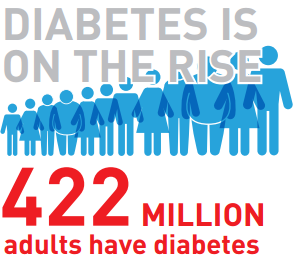 DIABETES IS
ON THE RISE
422 MILLION
adults have diabetes